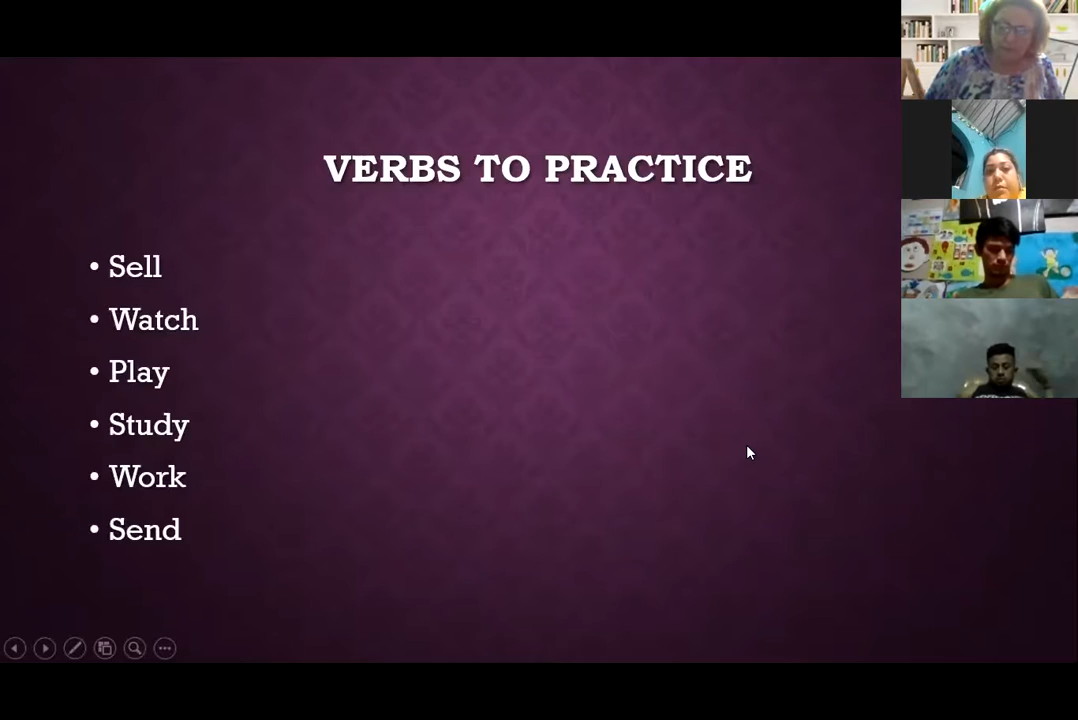 VERBS TO PRACTICE
• Sell
• Watch
• Play
• Study
• Work
• Send